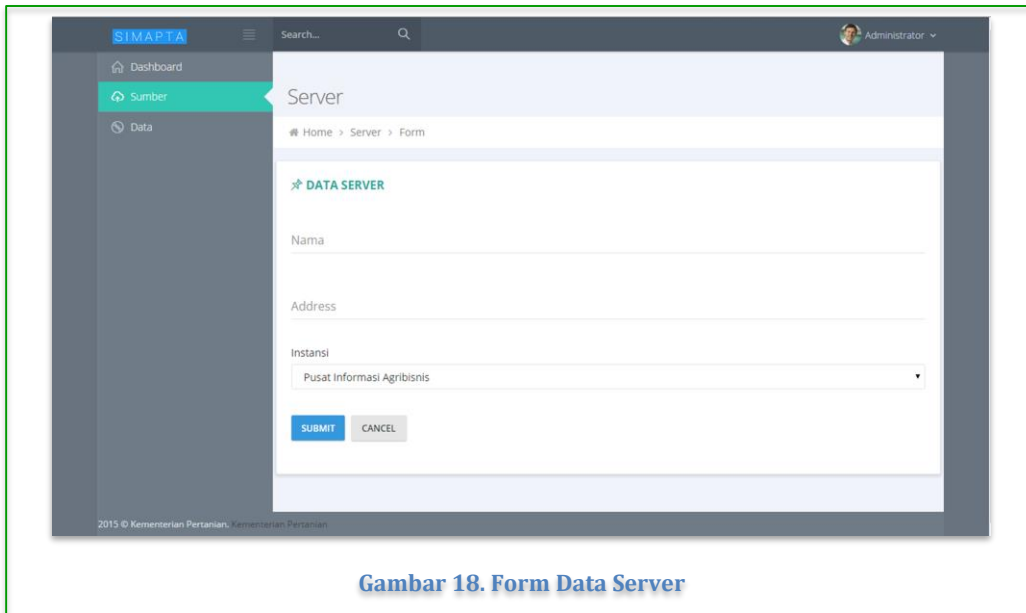 SIMAPTA
Search...
Administrator
Dashboard
Sumber
Data
Server
Home > Server > Form
DATA SERVER
Nama
Address
Instansi
Pusat Informasi Agribisnis
SUBMIT CANCEL
2015 © Kementerian Pertanian. Kementerian Pertanian
Gambar 18. Form Data Server